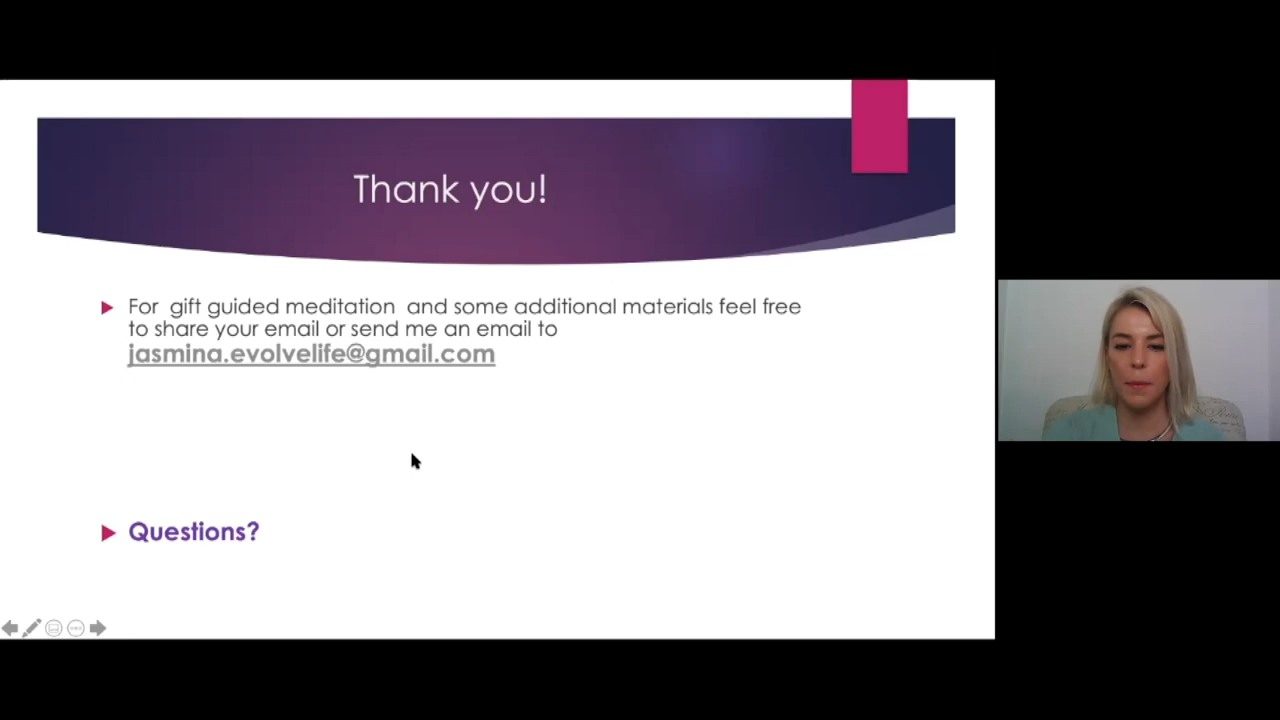 Thank you!
For gift guided meditation and some additional materials feel free
to share your email or send me an email to
jasmina.evolvelife@gmail.com
Questions?